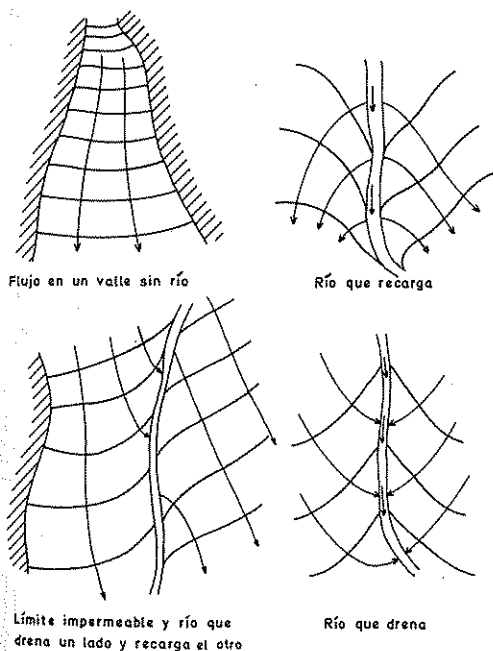 Flujo en un valle sin río
Río que recarga
Límite impermeable y río que
drena un lado y recarga el otro
Río que drena